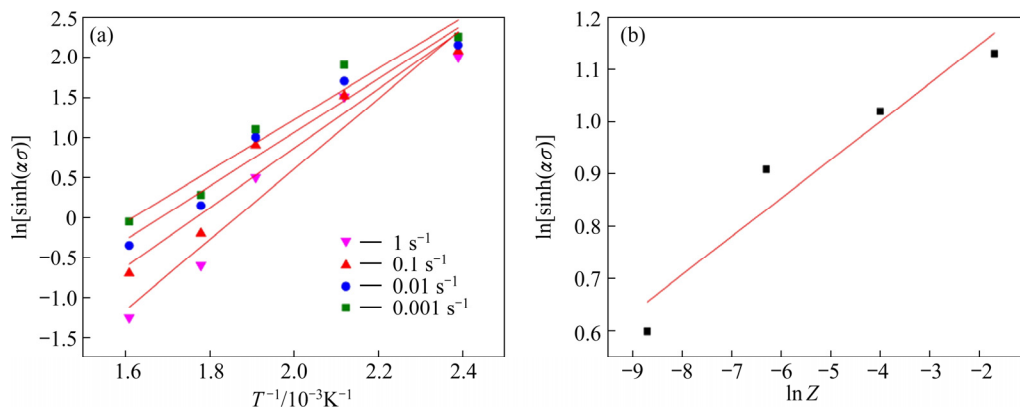 (a)
2.5
2.0
1.5
1.0
0.5
0
−0.5
−1.0
−1.5
ln[sinh(ασ)]
1 s⁻¹
0.1 s⁻¹
0.01 s⁻¹
0.001 s⁻¹
1.6 1.8 2.0 2.2 2.4
T⁻¹/10⁻³K⁻¹
(b)
1.2
1.1
1.0
0.9
0.8
0.7
0.6
ln[sinh(ασ)]
−9 −8 −7 −6 −5 −4 −3 −2
ln Z